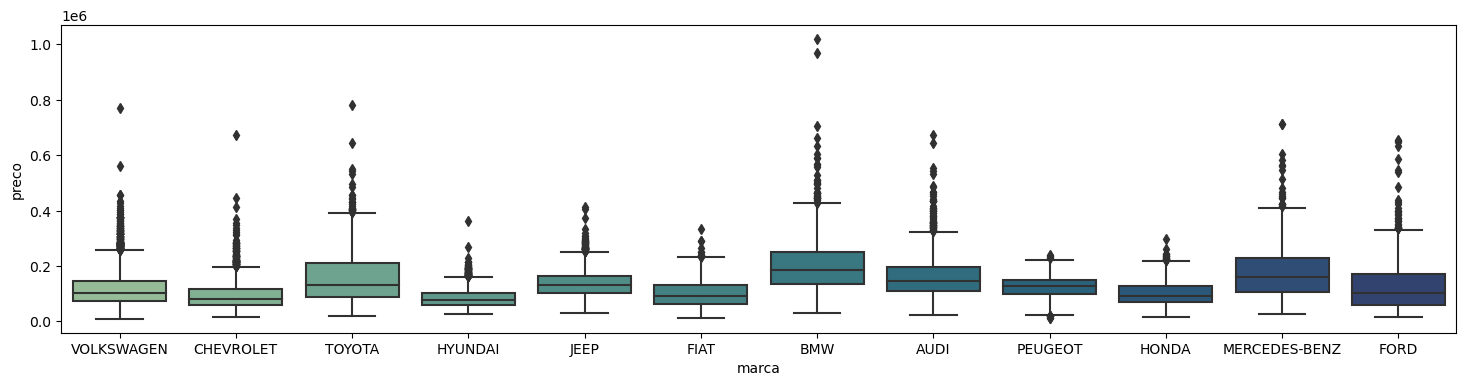 1e6
1.0
0.8
0.6
0.4
0.2
0.0
preco
VOLKSWAGEN CHEVROLET TOYOTA HYUNDAI JEEP FIAT BMW AUDI PEUGEOT HONDA MERCEDES-BENZ FORD
marca